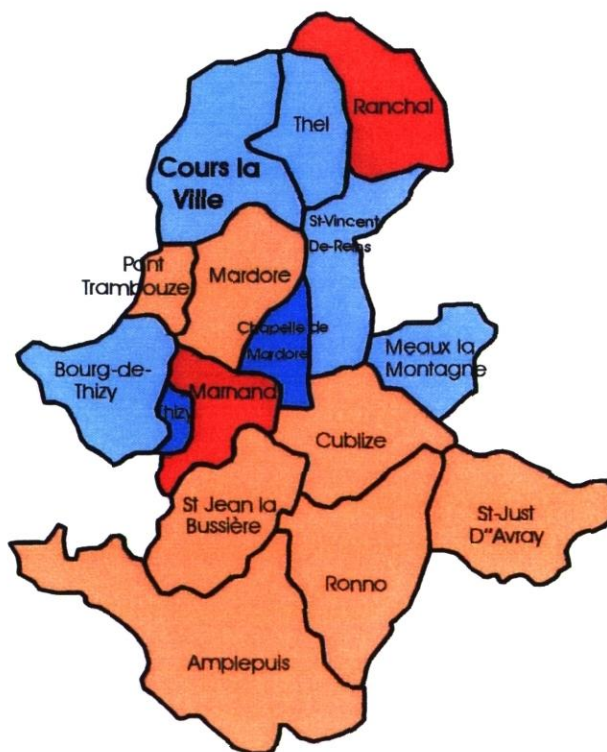 Ranchal
Thel
Cours la
Ville
St-Vincent
De-Reins
Pont
Trambouze
Mardore
Chapelle de
Mardore
Meaux la
Montagne
Bourg-de-
Thizy
Marnand
Thizy
Cublize
St Jean la
Bussière
St-Just
D"Avray
Ronno
Amplepuis